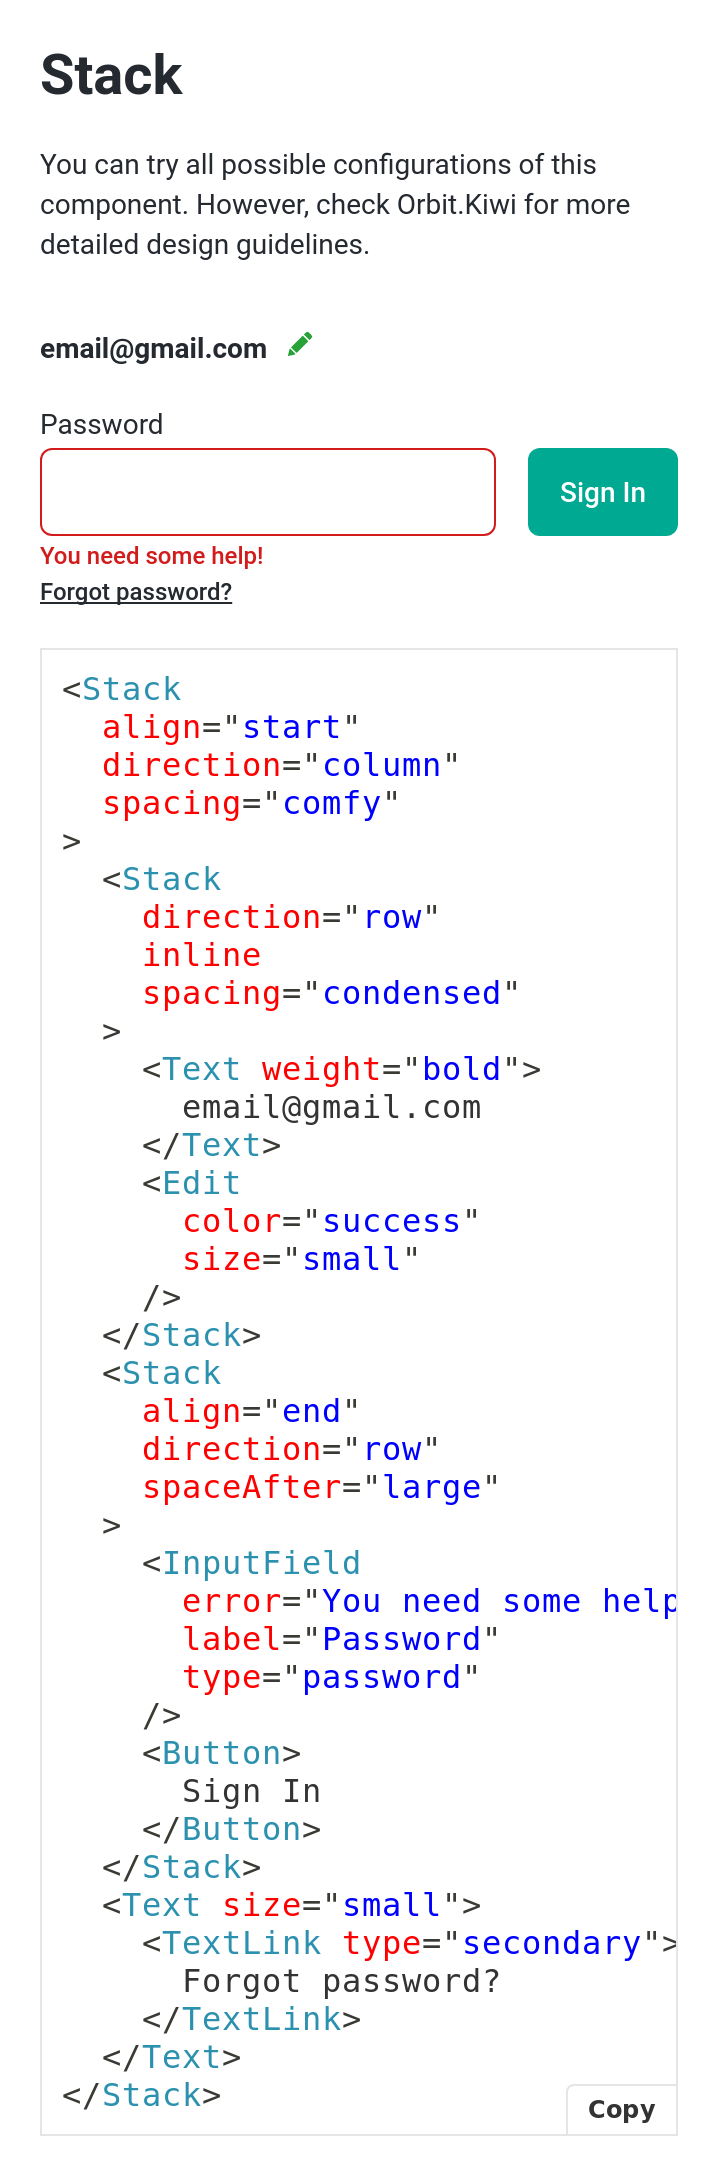 Stack
You can try all possible configurations of this
component. However, check Orbit.Kiwi for more
detailed design guidelines.
email@gmail.com
Password
Sign In
You need some help!
Forgot password?
<Stack
  align="start"
  direction="column"
  spacing="comfy"
>
  <Stack
    direction="row"
    inline
    spacing="condensed"
  >
    <Text weight="bold">
      email@gmail.com
    </Text>
    <Edit
      color="success"
      size="small"
    />
  </Stack>
  <Stack
    align="end"
    direction="row"
    spaceAfter="large"
  >
    <InputField
      error="You need some help
      label="Password"
      type="password"
    />
    <Button>
      Sign In
    </Button>
  </Stack>
  <Text size="small">
    <TextLink type="secondary">
      Forgot password?
    </TextLink>
  </Text>
</Stack>
Copy